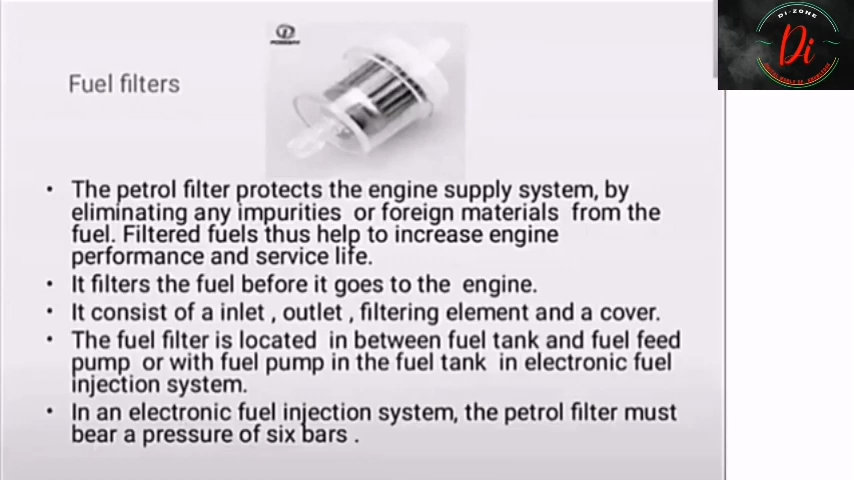 DI-ZONE
Di
Fuel filters
• The petrol filter protects the engine supply system, by
eliminating any impurities or foreign materials from the
fuel. Filtered fuels thus help to increase engine
performance and service life.
• It filters the fuel before it goes to the engine.
• It consist of a inlet , outlet , filtering element and a cover.
• The fuel filter is located in between fuel tank and fuel feed
pump or with fuel pump in the fuel tank in electronic fuel
injection system.
• In an electronic fuel injection system, the petrol filter must
bear a pressure of six bars .